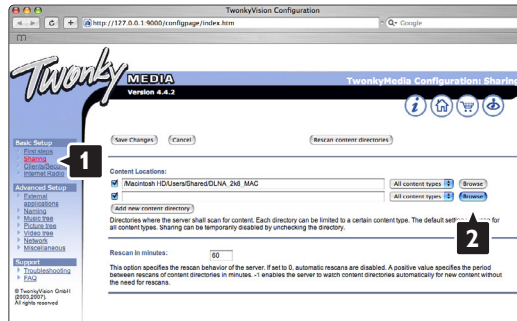 TwonkyVision Configuration
http://127.0.0.1:9000/configpage/index.htm
Google
Twonky
MEDIA
Version 4.4.2
TwonkyMedia Configuration: Sharing
Basic Setup
First steps
Sharing
Clients/Security
Internet Radio
1
Save Changes
Cancel
Rescan content directories
Advanced Setup
External applications
Naming
Music tree
Picture tree
Video tree
Network
Miscellaneous
Support
Troubleshooting
FAQ
© TwonkyVision GmbH
(2003,2007).
All rights reserved
Content Locations:
/Macintosh HD/Users/Shared/DLNA_2k8_MAC
All content types
Browse
All content types
Browse
Add new content directory
2
Directories where the server shall scan for content. Each directory can be limited to a certain content type. The default setting
all content types. Sharing can be temporarily disabled by unchecking the directory.
Rescan in minutes:
60
This option specifies the rescan behavior of the server. If set to 0, automatic rescans are disabled. A positive value specifies the period
between rescans of content directories in minutes. -1 enables the server to watch content directories automatically for new content without
the need for rescans.